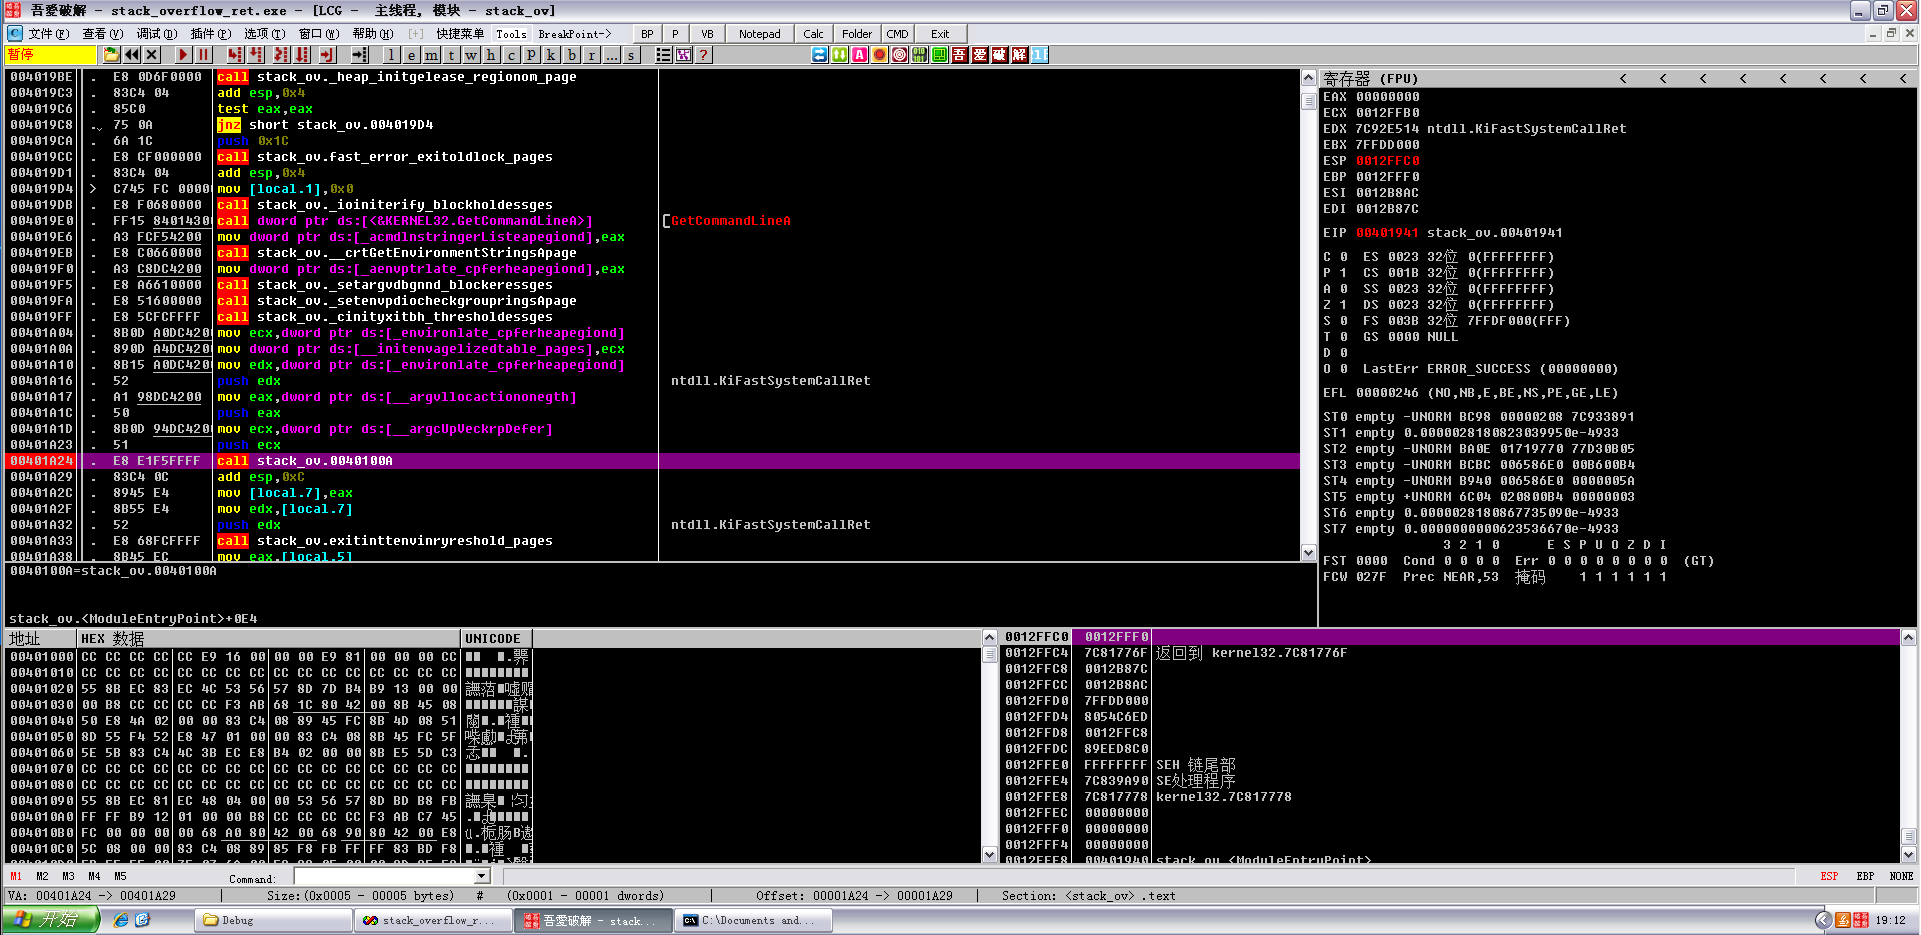 吾愛破解 - stack_overflow_ret.exe - [LCG - 主线程, 模块 - stack_ov]
文件(F) 查看(V) 调试(D) 插件(P) 选项(T) 窗口(W) 帮助(H) [+] 快捷菜单 Tools BreakPoint-> BP P VB Notepad Calc Folder CMD Exit
暂停 l e m t w h c P k b r ... s ? 吾 爱 破 解
004019BE . E8 0D6F0000 call stack_ov._heap_initgelease_regionom_page
004019C3 . 83C4 04 add esp,0x4
004019C6 . 85C0 test eax,eax
004019C8 . 75 0A jnz short stack_ov.004019D4
004019CA . 6A 1C push 0x1C
004019CC . E8 CF000000 call stack_ov.fast_error_exitoldlock_pages
004019D1 . 83C4 04 add esp,0x4
004019D4 > C745 FC 0000 mov [local.1],0x0
004019DB . E8 F0680000 call stack_ov._ioiniterify_blockholdessges
004019E0 . FF15 84014300 call dword ptr ds:[<&KERNEL32.GetCommandLineA>] [GetCommandLineA
004019E6 . A3 FCF54200 mov dword ptr ds:[_acmdlnstringerListeapegiond],eax
004019EB . E8 C0660000 call stack_ov.__crtGetEnvironmentStringsApage
004019F0 . A3 C8DC4200 mov dword ptr ds:[_aenvptrlate_cpferheapegiond],eax
004019F5 . E8 A6610000 call stack_ov._setargvdbgnnd_blockeressges
004019FA . E8 51600000 call stack_ov._setenvpdiocheckgroupringsApage
004019FF . E8 5CFCFFFF call stack_ov._cinityxitbh_thresholdessges
00401A04 . 8B0D A0DC4200 mov ecx,dword ptr ds:[_environlate_cpferheapegiond]
00401A0A . 890D A4DC4200 mov dword ptr ds:[__initenvagelizedtable_pages],ecx
00401A10 . 8B15 A0DC4200 mov edx,dword ptr ds:[_environlate_cpferheapegiond]
00401A16 . 52 push edx ntdll.KiFastSystemCallRet
00401A17 . A1 98DC4200 mov eax,dword ptr ds:[__argvllocactiononegth]
00401A1C . 50 push eax
00401A1D . 8B0D 94DC4200 mov ecx,dword ptr ds:[__argcVpVeckrpDefer]
00401A23 . 51 push ecx
00401A24 . E8 E1F5FFFF call stack_ov.0040100A
00401A29 . 83C4 0C add esp,0xC
00401A2C . 8945 E4 mov [local.7],eax
00401A2F . 8B55 E4 mov edx,[local.7]
00401A32 . 52 push edx ntdll.KiFastSystemCallRet
00401A33 . E8 68FCFFFF call stack_ov.exitinttenvinryreshold_pages
00401A38 . 8B45 EC mov eax,[local.5]
0040100A=stack_ov.0040100A
stack_ov.<ModuleEntryPoint>+0E4
寄存器 (FPU) < < < < < < < <
EAX 00000000
ECX 0012FFB0
EDX 7C92E514 ntdll.KiFastSystemCallRet
EBX 7FFDD000
ESP 0012FFC0
EBP 0012FFF0
ESI 0012B8AC
EDI 0012B87C
EIP 00401941 stack_ov.00401941
C 0 ES 0023 32位 0(FFFFFFFF)
P 1 CS 001B 32位 0(FFFFFFFF)
A 0 SS 0023 32位 0(FFFFFFFF)
Z 1 DS 0023 32位 0(FFFFFFFF)
S 0 FS 003B 32位 7FFDF000(FFF)
T 0 GS 0000 NULL
D 0
O 0 LastErr ERROR_SUCCESS (00000000)
EFL 00000246 (NO,NB,E,BE,NS,PE,GE,LE)
ST0 empty -UNORM BC98 00000208 7C933891
ST1 empty 0.0000028180823039950e-4933
ST2 empty -UNORM BA0E 01719770 77D30B05
ST3 empty -UNORM BCBC 006586E0 00B600B4
ST4 empty -UNORM B940 006586E0 0000005A
ST5 empty +UNORM 6C04 020800B4 00000003
ST6 empty 0.0000028180867735090e-4933
ST7 empty 0.0000000000623536670e-4933
3 2 1 0 E S P U O Z D I
FST 0000 Cond 0 0 0 0 Err 0 0 0 0 0 0 0 0 (GT)
FCW 027F Prec NEAR,53 掩码 1 1 1 1 1 1
地址 HEX 数据 UNICODE
00401000 CC CC CC CC CC E9 16 00 00 00 E9 81 00 00 00 CC
00401010 CC CC CC CC CC CC CC CC CC CC CC CC CC CC CC CC
00401020 55 8B EC 83 EC 4C 53 56 57 8D 7D B4 B9 13 00 00
00401030 00 B8 CC CC CC CC F3 AB 68 1C 80 42 00 8B 45 08
00401040 50 E8 4A 02 00 00 83 C4 08 89 45 FC 8B 4D 08 51
00401050 8D 55 F4 52 E8 47 01 00 00 83 C4 08 8B 45 FC 5F
00401060 5E 5B 83 C4 4C 3B EC E8 B4 02 00 00 8B E5 5D C3
00401070 CC CC CC CC CC CC CC CC CC CC CC CC CC CC CC CC
00401080 CC CC CC CC CC CC CC CC CC CC CC CC CC CC CC CC
00401090 55 8B EC 81 EC 48 04 00 00 53 56 57 8D BD B8 FB
004010A0 FF FF B9 12 01 00 00 B8 CC CC CC CC F3 AB C7 45
004010B0 FC 00 00 00 00 68 A0 80 42 00 68 90 80 42 00 E8
004010C0 5C 08 00 00 83 C4 08 89 85 F8 FB FF FF 83 BD F8
0012FFC0 0012FFF0
0012FFC4 7C81776F 返回到 kernel32.7C81776F
0012FFC8 0012B87C
0012FFCC 0012B8AC
0012FFD0 7FFDD000
0012FFD4 8054C6ED
0012FFD8 0012FFC8
0012FFDC 89EED8C0
0012FFE0 FFFFFFFF SEH 链尾部
0012FFE4 7C839A90 SE处理程序
0012FFE8 7C817778 kernel32.7C817778
0012FFEC 00000000
0012FFF0 00000000
0012FFF4 00000000
0012FFF8 00401940 stack_ov.<ModuleEntryPoint>
M1 M2 M3 M4 M5 Command: ESP EBP NONE
VA: 00401A24 -> 00401A29 Size:(0x0005 - 00005 bytes) # (0x0001 - 00001 dwords) Offset: 00001A24 -> 00001A29 Section: <stack_ov> .text
开始 Debug stack_overflow_r... 吾愛破解 - stack... C:\Documents and... 19:12